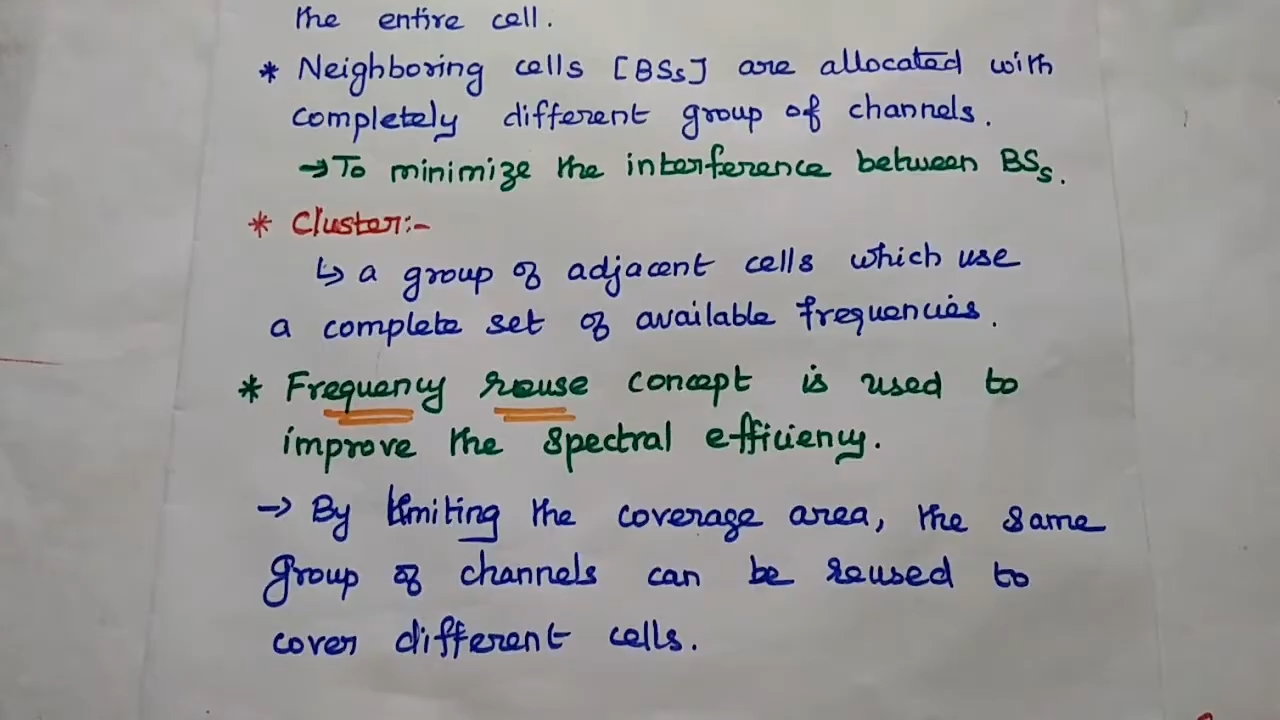 the entire cell.
* Neighboring cells [BSs] are allocated with
completely different group of channels.
→ To minimize the interference between BSs.
* Cluster:-
↳ a group of adjacent cells which use
a complete set of available frequencies.
* Frequency reuse concept is used to
improve the spectral efficiency.
→ By limiting the coverage area, the same
group of channels can be reused to
cover different cells.